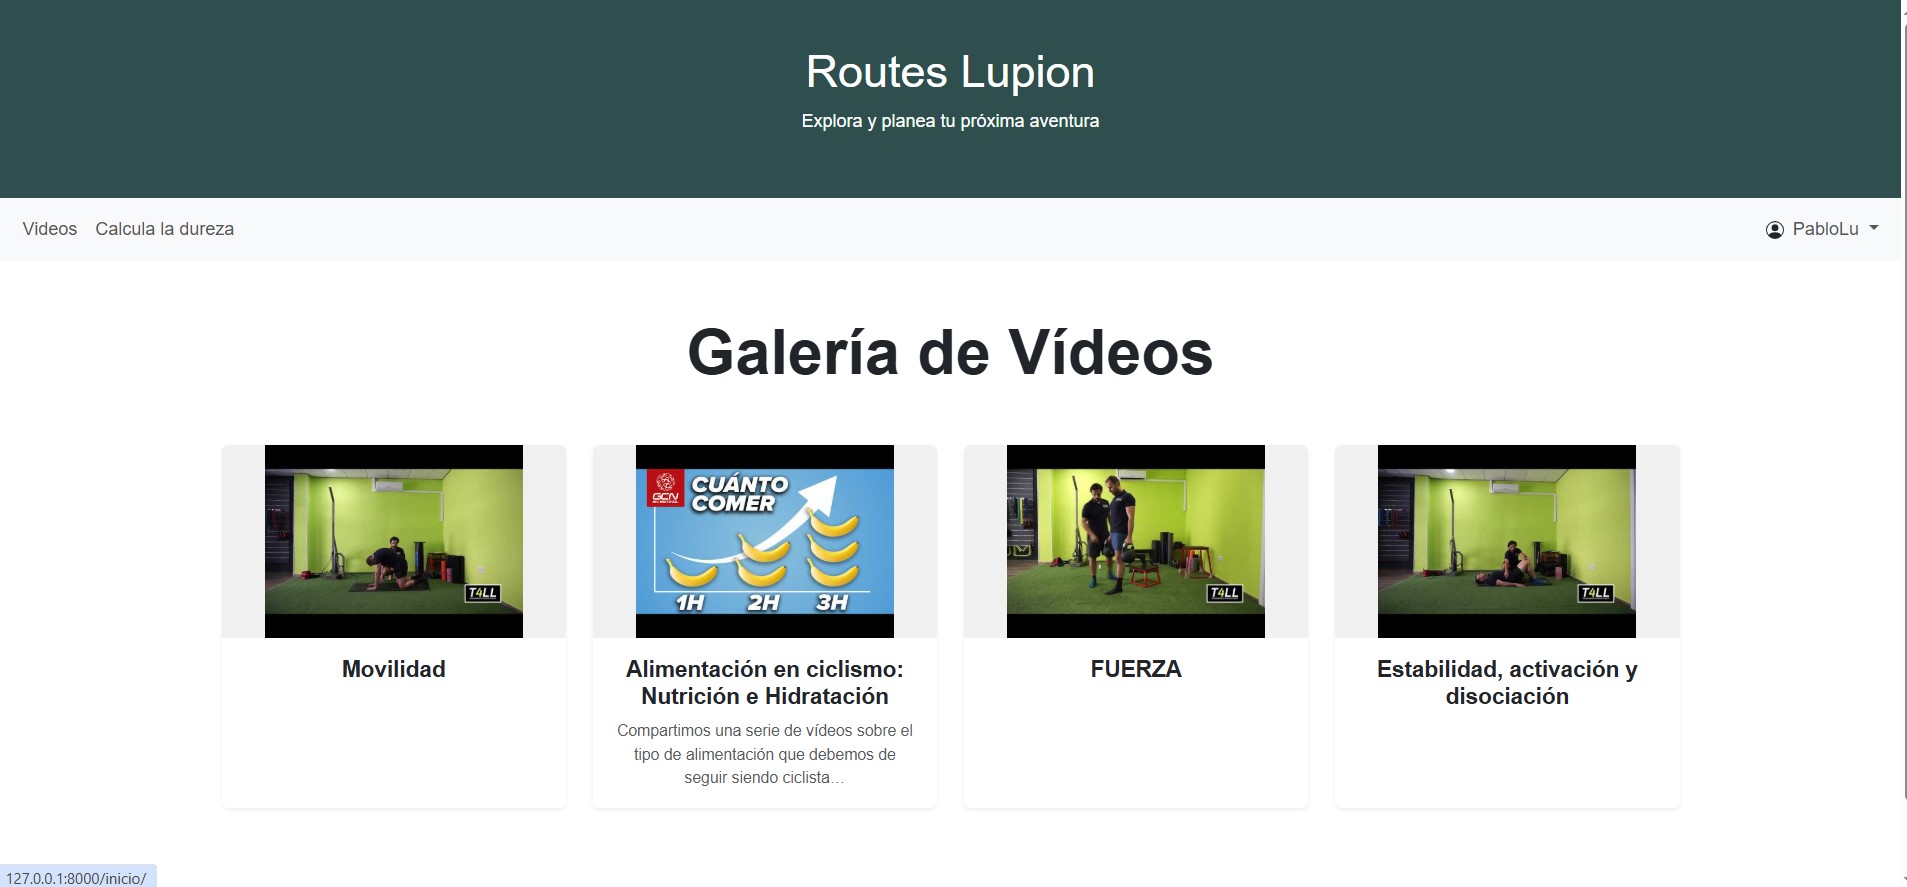 Routes Lupion
Explora y planea tu próxima aventura
Videos Calcula la dureza PabloLu
Galería de Vídeos
T4LL
GCN
CUÁNTO
COMER
1H 2H 3H
T4LL
T4LL
Movilidad
Alimentación en ciclismo:
Nutrición e Hidratación
Compartimos una serie de vídeos sobre el
tipo de alimentación que debemos de
seguir siendo ciclista…
FUERZA
Estabilidad, activación y
disociación
127.0.0.1:8000/inicio/